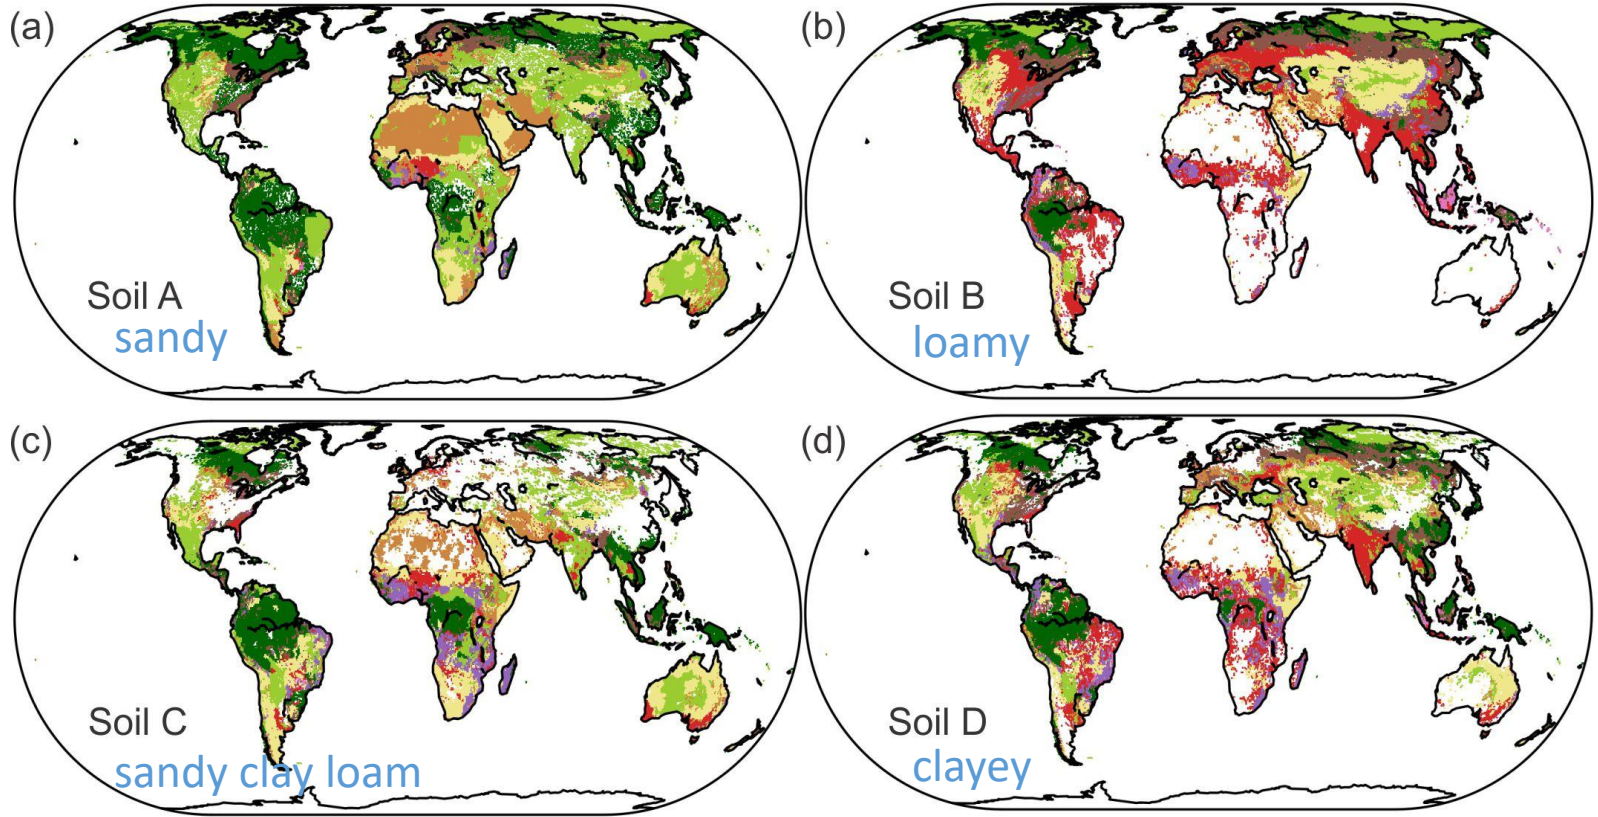 (a)
Soil A
sandy
(b)
Soil B
loamy
(c)
Soil C
sandy clay loam
(d)
Soil D
clayey